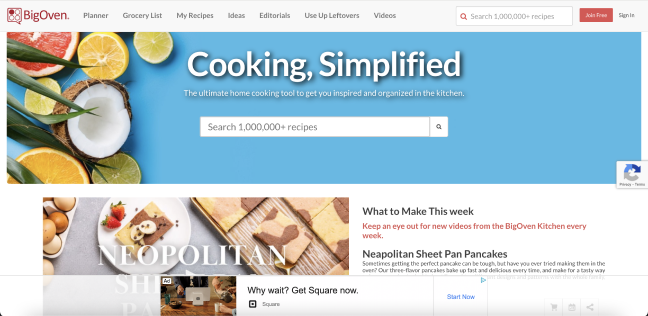 BigOven.
Planner Grocery List My Recipes Ideas Editorials Use Up Leftovers Videos
Search 1,000,000+ recipes
Join Free
Sign In
Cooking, Simplified
The ultimate home cooking tool to get you inspired and organized in the kitchen.
Search 1,000,000+ recipes
Privacy - Terms
NEOPOLITAN
What to Make This week
Keep an eye out for new videos from the BigOven Kitchen every
week.
Neapolitan Sheet Pan Pancakes
Sometimes getting the perfect pancake can be tough, but have you ever tried making them in the
oven? Our three-flavor pancakes bake up fast and delicious every time, and make for a tasty way
Ad
Why wait? Get Square now.
Square
Start Now